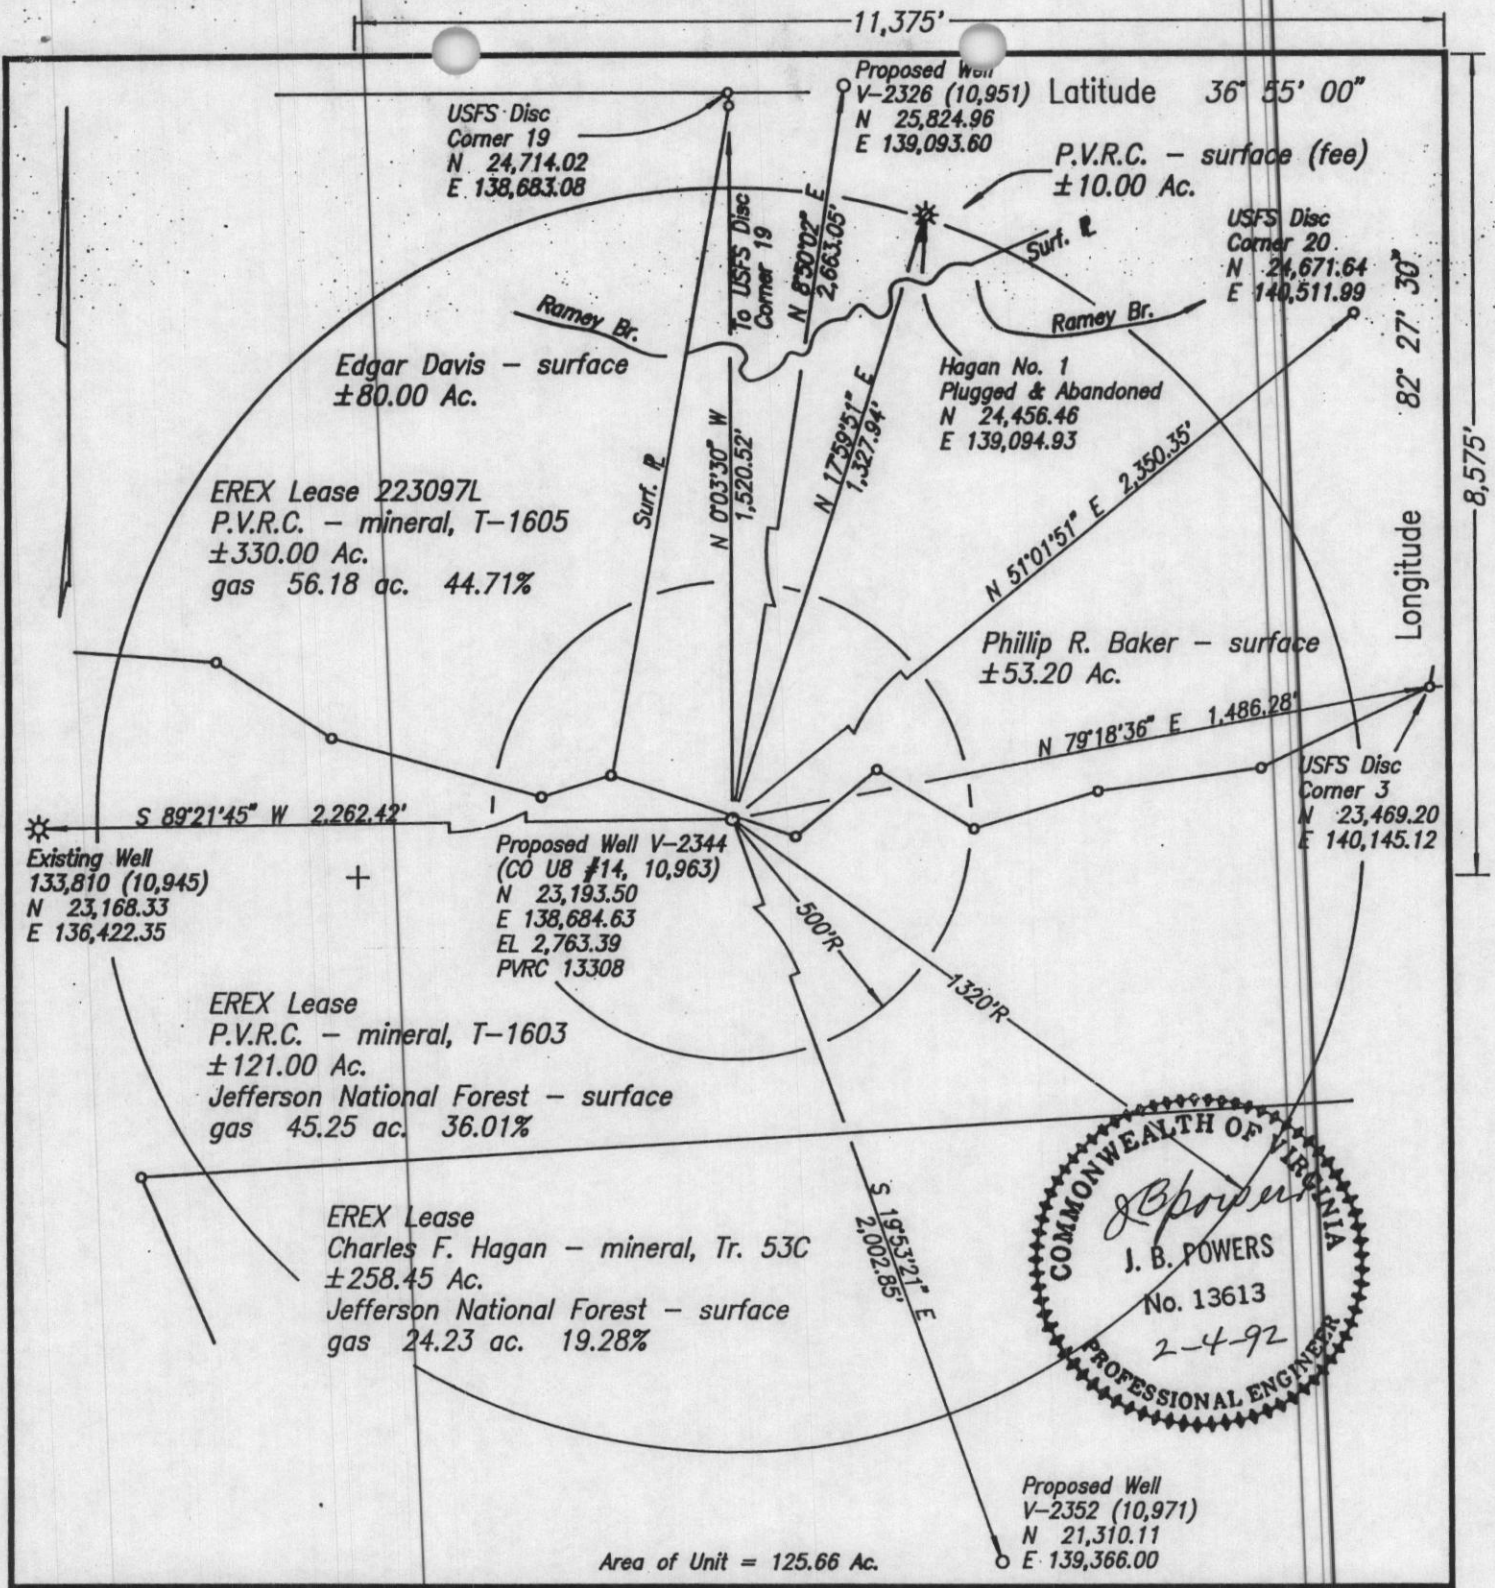 11,375'
Proposed Well
V-2326 (10,951)
N 25,824.96
E 139,093.60
Latitude 36° 55' 00"
USFS Disc
Corner 19
N 24,714.02
E 138,683.08
P.V.R.C. - surface (fee)
±10.00 Ac.
USFS Disc
Corner 20
N 24,671.64
E 140,511.99
To USFS Disc
Corner 19
N 8°50'02" E
2,663.05'
Surf. PL
Ramey Br.
Ramey Br.
82° 27' 30"
Longitude
8,575'
Edgar Davis - surface
±80.00 Ac.
Hagan No. 1
Plugged & Abandoned
N 24,456.46
E 139,094.93
N 17°59'51" E
1,327.94'
N 0°03'30" W
1,520.52'
Surf. PL
N 51°01'51" E 2,350.35'
EREX Lease 223097L
P.V.R.C. - mineral, T-1605
±330.00 Ac.
gas 56.18 ac. 44.71%
Phillip R. Baker - surface
±53.20 Ac.
N 79°18'36" E 1,486.28'
USFS Disc
Corner 3
N 23,469.20
E 140,145.12
S 89°21'45" W 2,262.42'
Existing Well
133,810 (10,945)
N 23,168.33
E 136,422.35
Proposed Well V-2344
(CO U8 #14, 10,963)
N 23,193.50
E 138,684.63
EL 2,763.39
PVRC 13308
500'R
1320'R
EREX Lease
P.V.R.C. - mineral, T-1603
±121.00 Ac.
Jefferson National Forest - surface
gas 45.25 ac. 36.01%
EREX Lease
Charles F. Hagan - mineral, Tr. 53C
±258.45 Ac.
Jefferson National Forest - surface
gas 24.23 ac. 19.28%
S 19°53'21" E
2,002.85'
COMMONWEALTH OF VIRGINIA
JB Powers
J. B. POWERS
No. 13613
2-4-92
PROFESSIONAL ENGINEER
Proposed Well
V-2352 (10,971)
N 21,310.11
E 139,366.00
Area of Unit = 125.66 Ac.